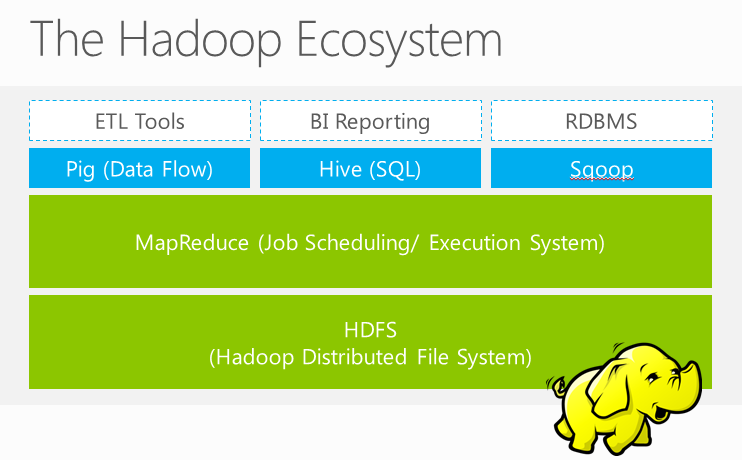 The Hadoop Ecosystem
ETL Tools
BI Reporting
RDBMS
Pig (Data Flow)
Hive (SQL)
Sqoop
MapReduce (Job Scheduling/ Execution System)
HDFS
(Hadoop Distributed File System)